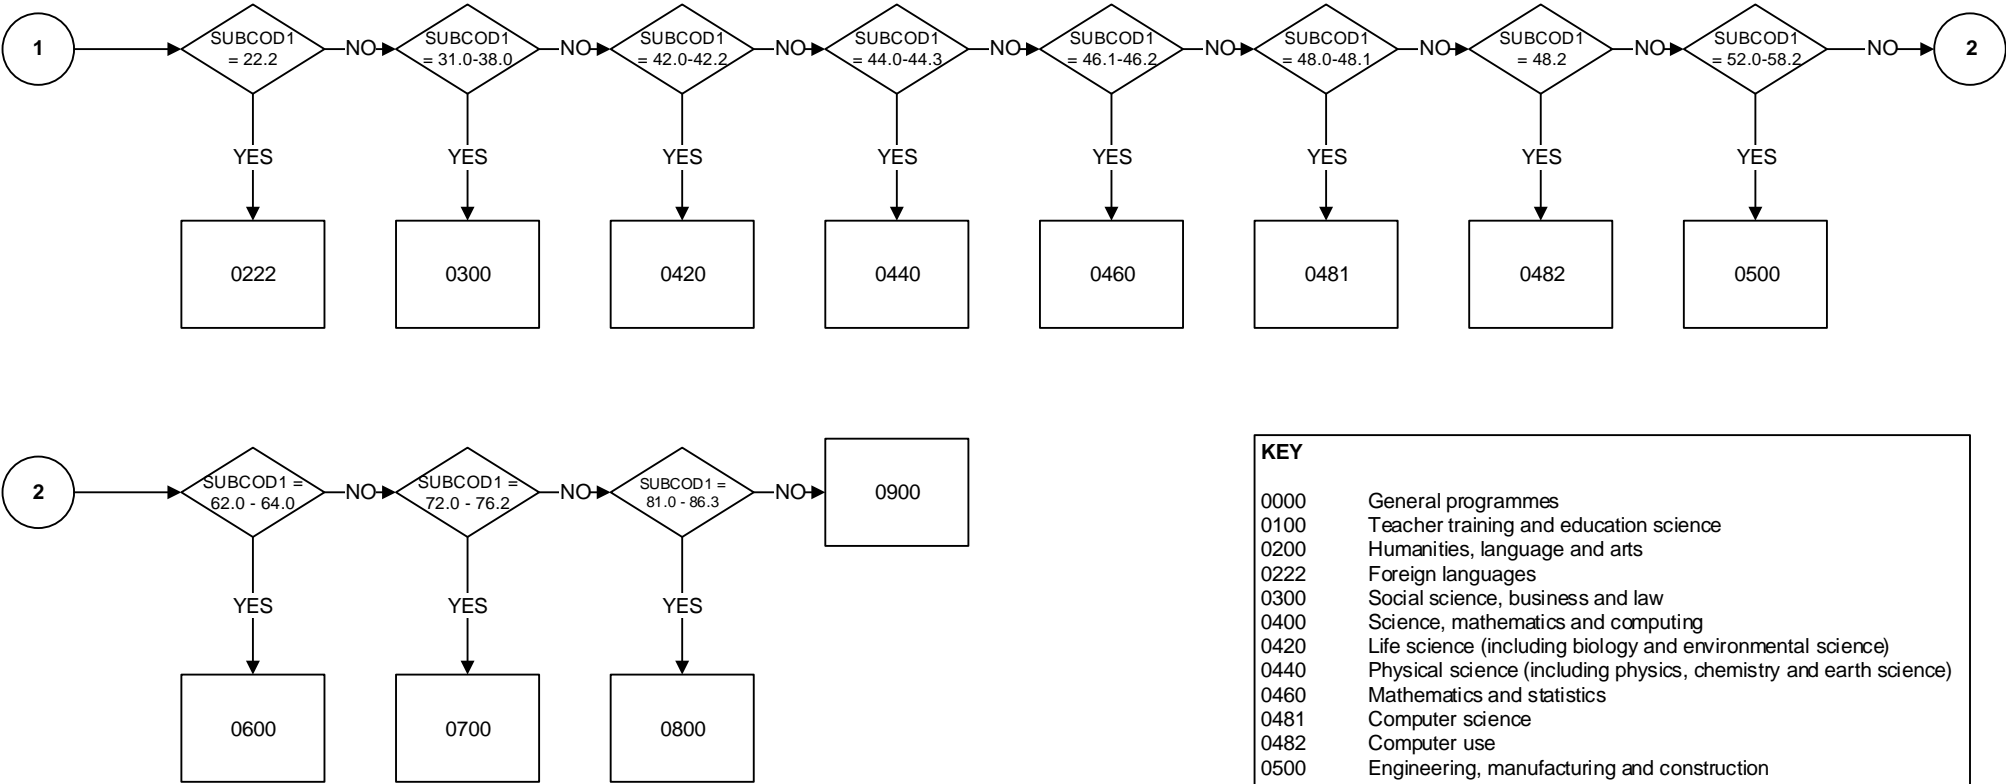 1
SUBCOD1
= 22.2
NO
SUBCOD1
= 31.0-38.0
NO
SUBCOD1
= 42.0-42.2
NO
SUBCOD1
= 44.0-44.3
NO
SUBCOD1
= 46.1-46.2
NO
SUBCOD1
= 48.0-48.1
NO
SUBCOD1
= 48.2
NO
SUBCOD1
= 52.0-58.2
NO
2
YES
YES
YES
YES
YES
YES
YES
YES
0222
0300
0420
0440
0460
0481
0482
0500
2
SUBCOD1 =
62.0 - 64.0
NO
SUBCOD1 =
72.0 - 76.2
NO
SUBCOD1 =
81.0 - 86.3
NO
0900
YES
YES
YES
0600
0700
0800
KEY
0000 General programmes
0100 Teacher training and education science
0200 Humanities, language and arts
0222 Foreign languages
0300 Social science, business and law
0400 Science, mathematics and computing
0420 Life science (including biology and environmental science)
0440 Physical science (including physics, chemistry and earth science)
0460 Mathematics and statistics
0481 Computer science
0482 Computer use
0500 Engineering, manufacturing and construction